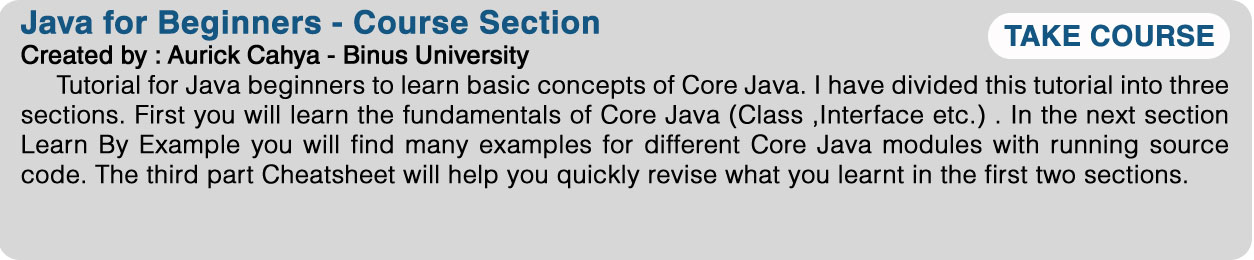 Java for Beginners - Course Section
TAKE COURSE
Created by : Aurick Cahya - Binus University
Tutorial for Java beginners to learn basic concepts of Core Java. I have divided this tutorial into three
sections. First you will learn the fundamentals of Core Java (Class ,Interface etc.) . In the next section
Learn By Example you will find many examples for different Core Java modules with running source
code. The third part Cheatsheet will help you quickly revise what you learnt in the first two sections.